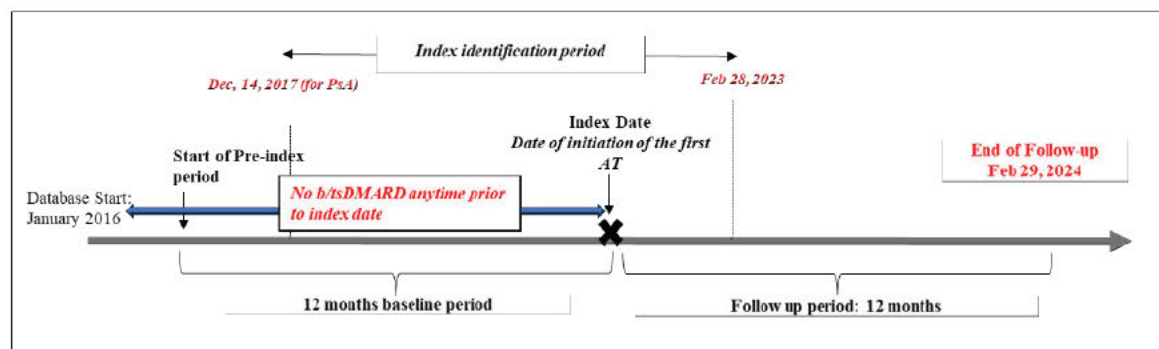 Index identification period
Dec, 14, 2017 (for PsA)
Feb 28, 2023
Index Date
Date of initiation of the first
AT
Start of Pre-index
period
End of Follow-up
Feb 29, 2024
Database Start:
January 2016
No b/tsDMARD anytime prior
to index date
12 months baseline period
Follow up period: 12 months